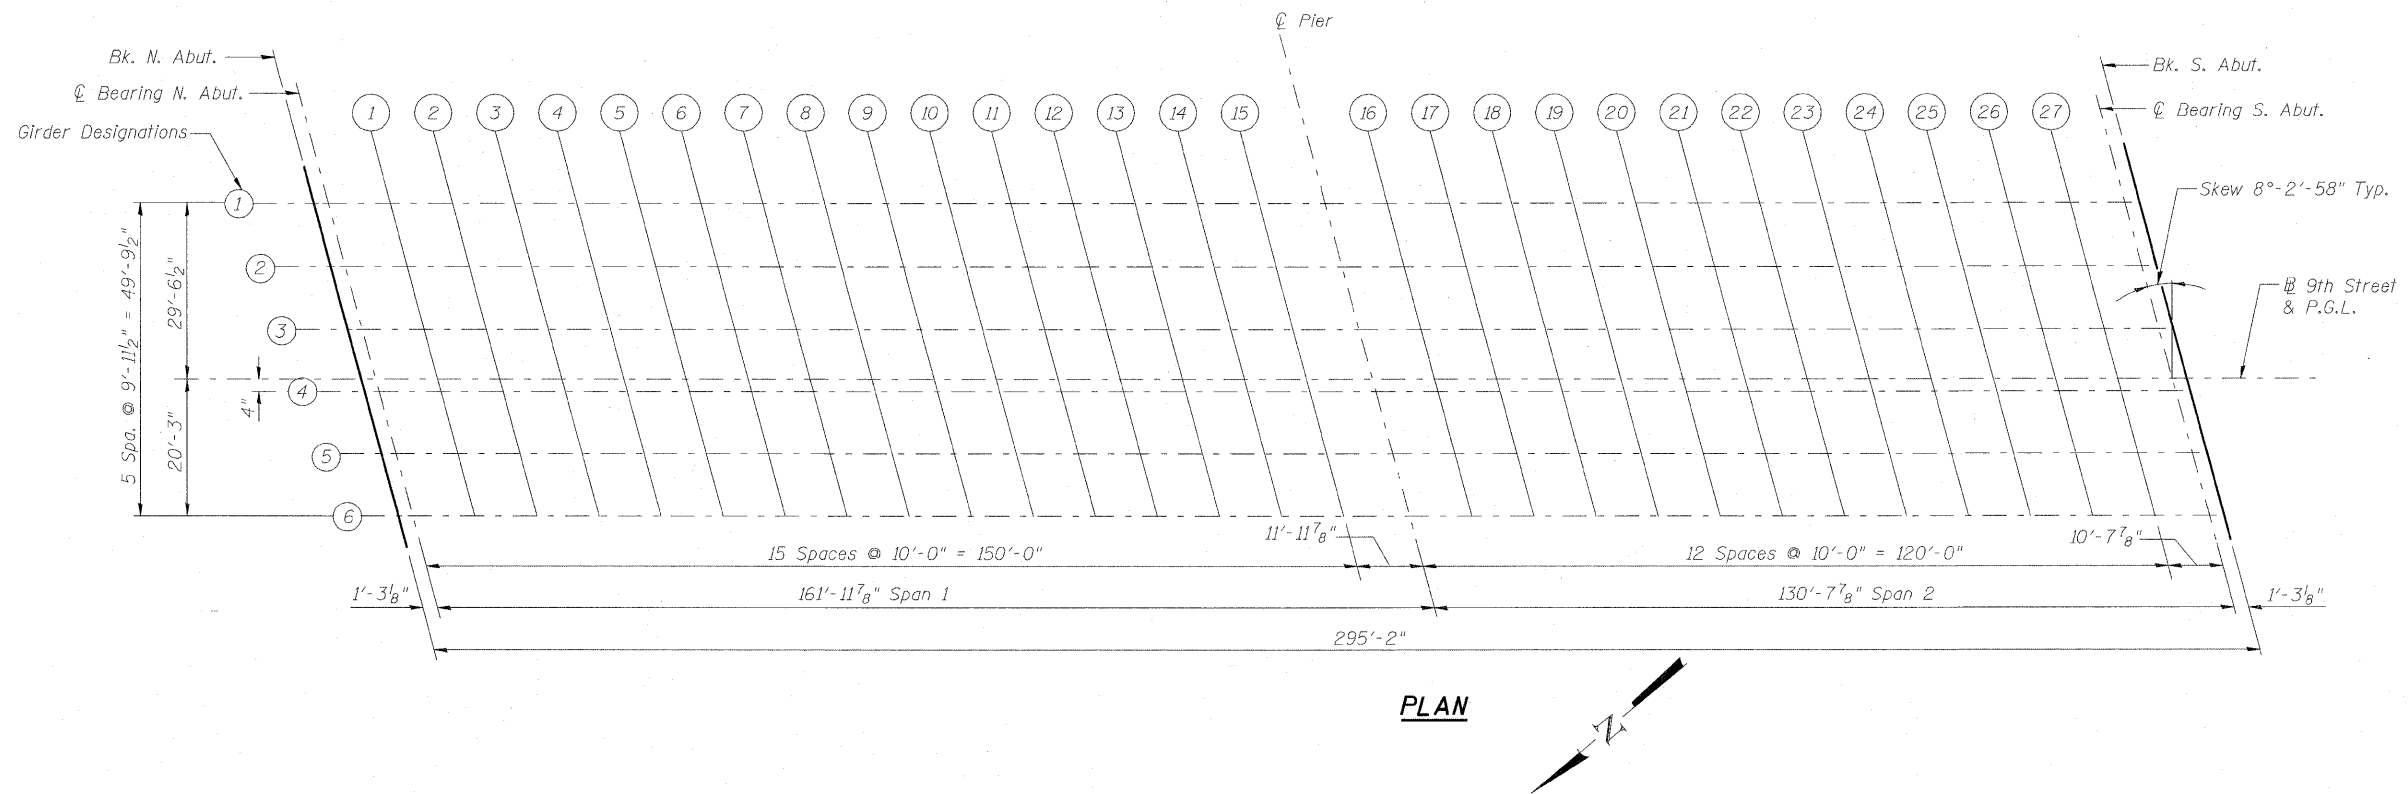 ℄ Pier
Bk. N. Abut.
℄ Bearing N. Abut.
Girder Designations
Bk. S. Abut.
℄ Bearing S. Abut.
1 2 3 4 5 6 7 8 9 10 11 12 13 14 15 16 17 18 19 20 21 22 23 24 25 26 27
Skew 8°-2'-58" Typ.
1
2
3
4
5
6
5 Spa. @ 9'-11½" = 49'-9½"
29'-6½"
20'-3"
4"
℄ 9th Street
& P.G.L.
15 Spaces @ 10'-0" = 150'-0"
11'-11⅞"
12 Spaces @ 10'-0" = 120'-0"
10'-7⅞"
1'-3⅛"
161'-11⅞" Span 1
130'-7⅞" Span 2
1'-3⅛"
295'-2"
PLAN
N